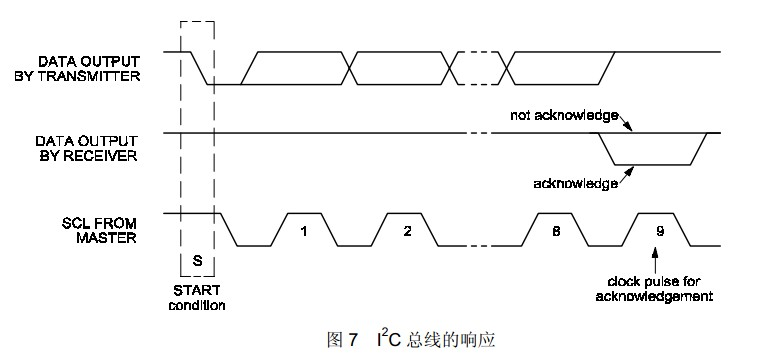 DATA OUTPUT
BY TRANSMITTER
not acknowledge
DATA OUTPUT
BY RECEIVER
acknowledge
SCL FROM
MASTER
1
2
8
9
S
START
condition
clock pulse for
acknowledgement
图 7 I²C 总线的响应